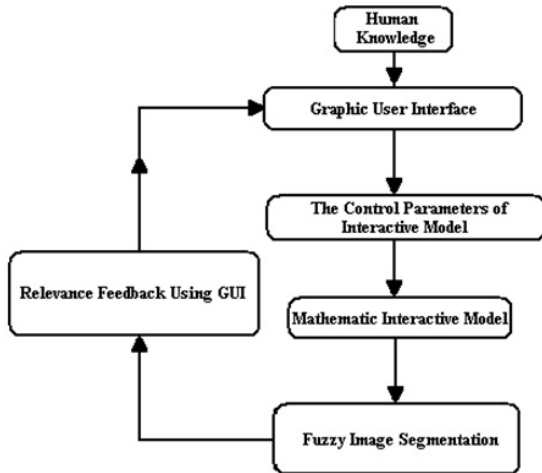 Human
Knowledge
Graphic User Interface
The Control Parameters of
Interactive Model
Relevance Feedback Using GUI
Mathematic Interactive Model
Fuzzy Image Segmentation